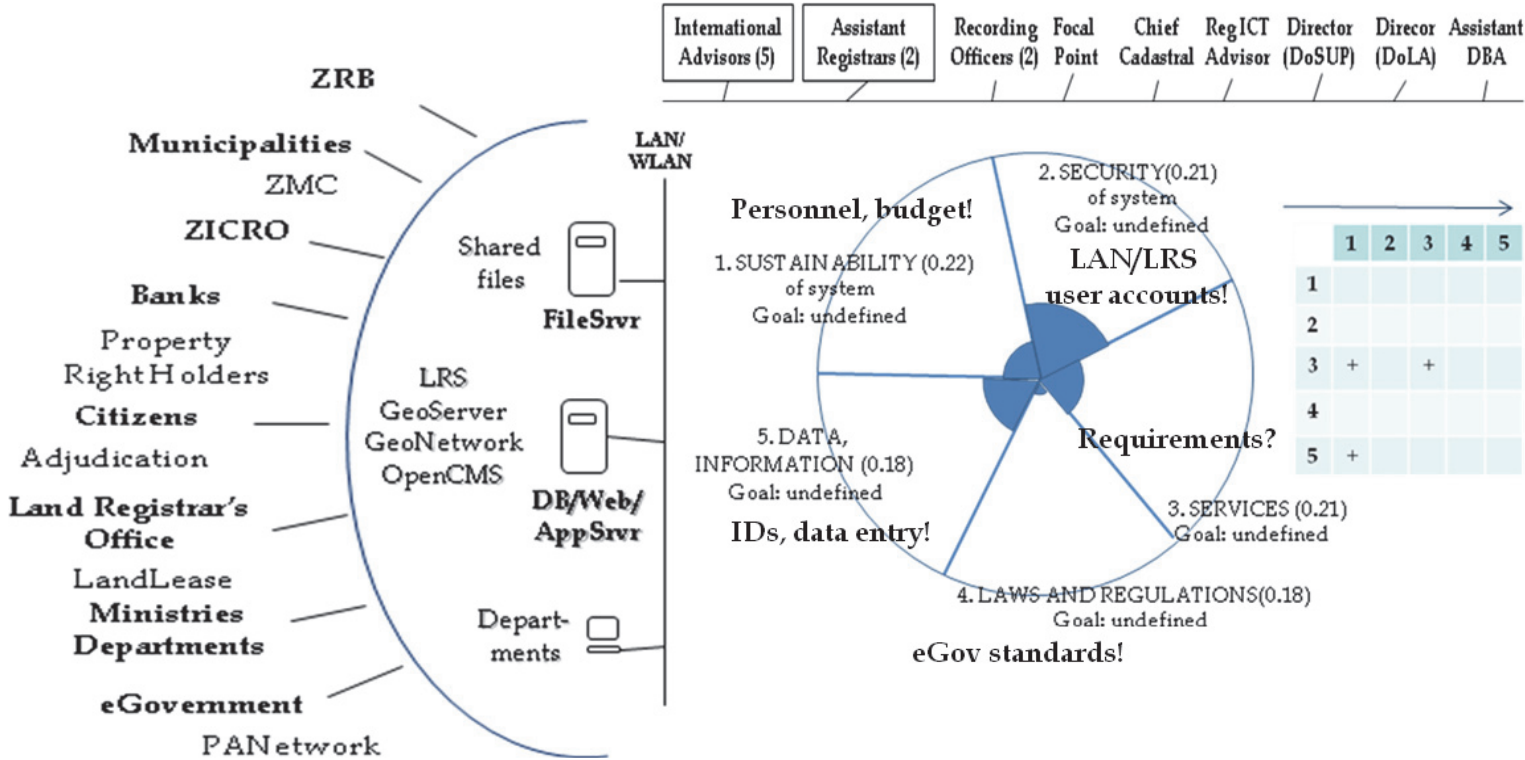 International
Advisors (5)
Assistant
Registrars (2)
Recording
Officers (2)
Focal
Point
Chief
Cadastral
RegICT
Advisor
Director
(DoSUP)
Direcor
(DoLA)
Assistant
DBA
ZRB
Municipalities
ZMC
ZICRO
Banks
Property
Right Holders
Citizens
Adjudication
Land Registrar's
Office
LandLease
Ministries
Departments
eGovernment
PANetwork
LAN/
WLAN
Shared
files
FileSrvr
LRS
GeoServer
GeoNetwork
OpenCMS
DB/Web/
AppSrvr
Depart-
ments
Personnel, budget!
1. SUSTAINABILITY (0.22)
of system
Goal: undefined
2. SECURITY(0.21)
of system
Goal: undefined
LAN/LRS
user accounts!
Requirements?
3. SERVICES (0.21)
Goal: undefined
5. DATA,
INFORMATION (0.18)
Goal: undefined
IDs, data entry!
4. LAWS AND REGULATIONS(0.18)
Goal: undefined
eGov standards!
1 2 3 4 5
1
2
3 + +
4
5 +